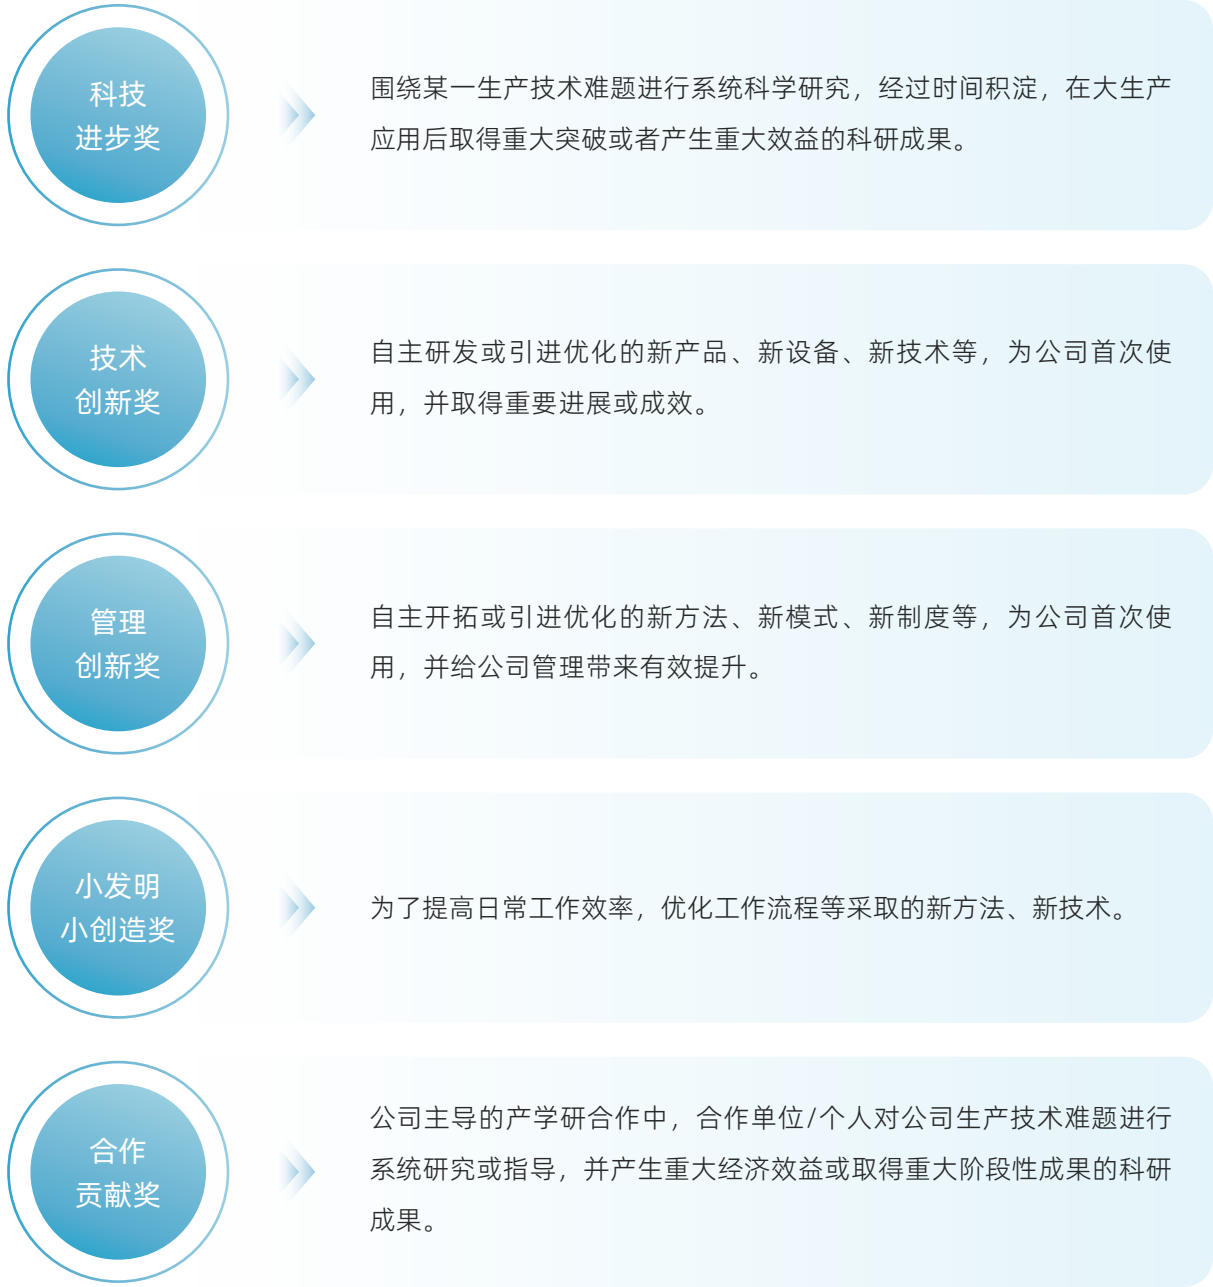 科技
进步奖
围绕某一生产技术难题进行系统科学研究，经过时间积淀，在大生产
应用后取得重大突破或者产生重大效益的科研成果。
技术
创新奖
自主研发或引进优化的新产品、新设备、新技术等，为公司首次使
用，并取得重要进展或成效。
管理
创新奖
自主开拓或引进优化的新方法、新模式、新制度等，为公司首次使
用，并给公司管理带来有效提升。
小发明
小创造奖
为了提高日常工作效率，优化工作流程等采取的新方法、新技术。
合作
贡献奖
公司主导的产学研合作中，合作单位/个人对公司生产技术难题进行
系统研究或指导，并产生重大经济效益或取得重大阶段性成果的科研
成果。